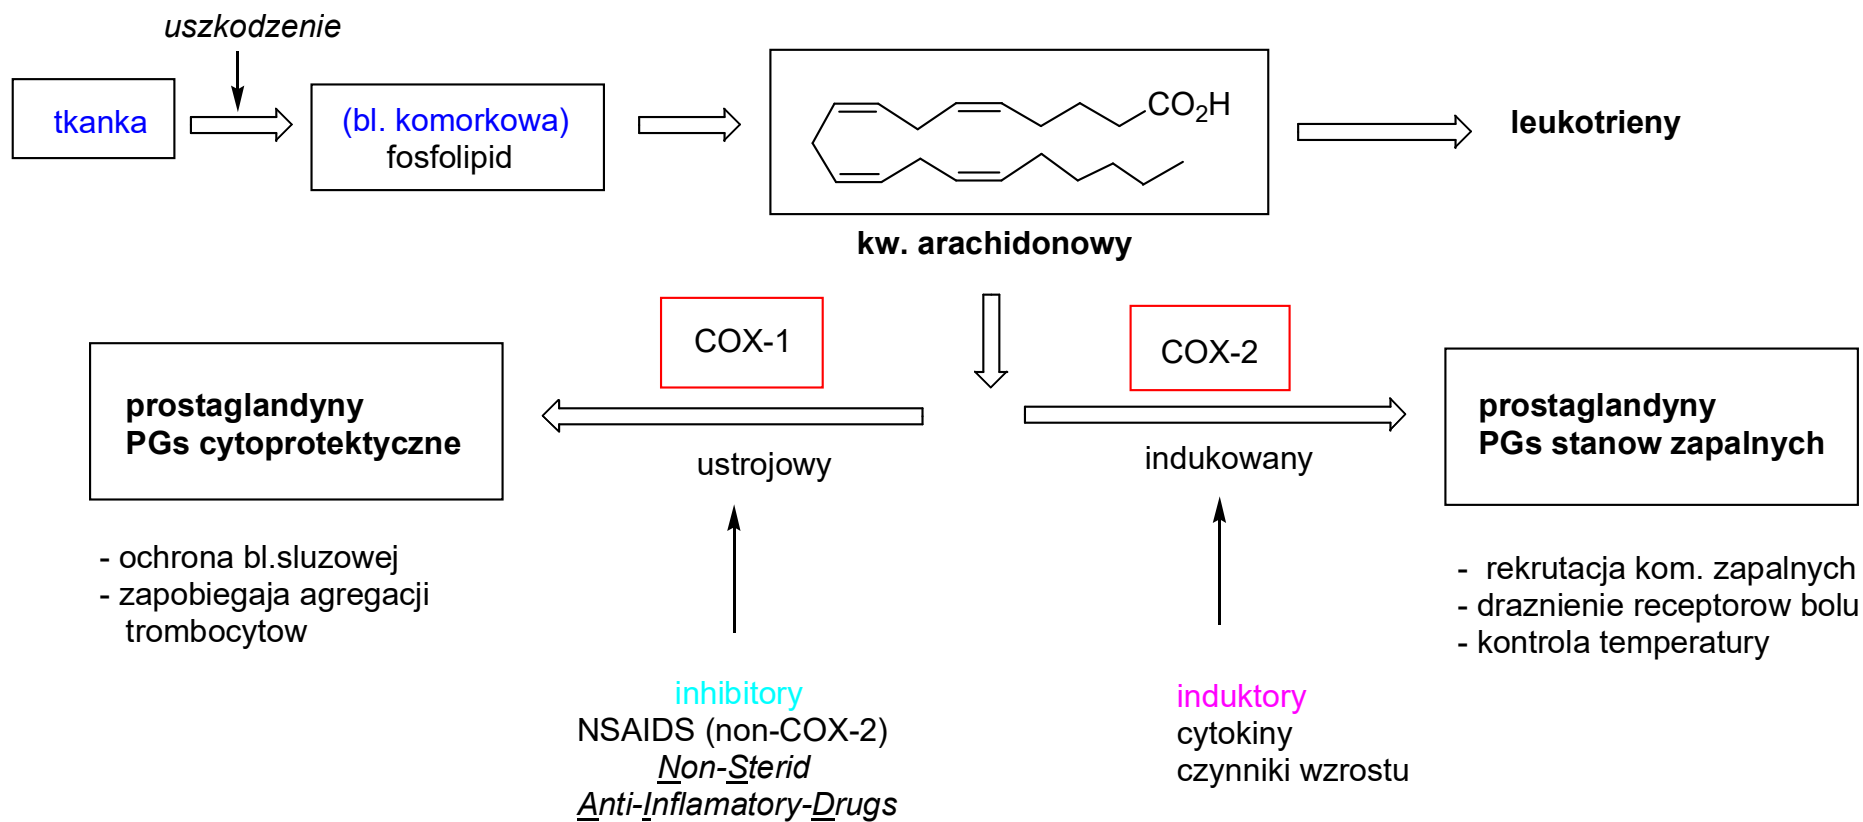 uszkodzenie
tkanka
(bl. komorkowa)
fosfolipid
CO₂H
leukotrieny
kw. arachidonowy
COX-1
COX-2
prostaglandyny
PGs cytoprotektyczne
ustrojowy
indukowany
prostaglandyny
PGs stanow zapalnych
- ochrona bl.sluzowej
- zapobiegaja agregacji
trombocytow
- rekrutacja kom. zapalnych
- draznienie receptorow bolu
- kontrola temperatury
inhibitory
NSAIDS (non-COX-2)
Non-Sterid
Anti-Inflamatory-Drugs
induktory
cytokiny
czynniki wzrostu